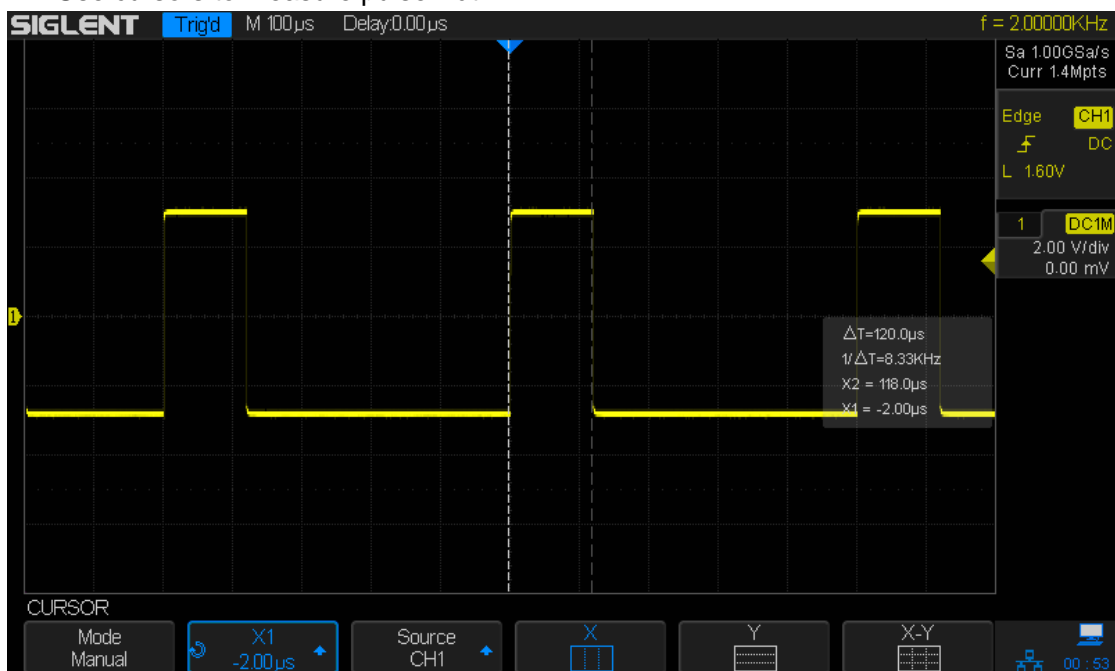 SIGLENT Trig'd M 100µs Delay:0.00µs f = 2.00000KHz
Sa 1.00GSa/s
Curr 1.4Mpts
Edge CH1
DC
L 1.60V
1 DC1M
2.00 V/div
0.00 mV
1
△T=120.0µs
1/△T=8.33KHz
X2 = 118.0µs
X1 = -2.00µs
CURSOR
Mode
Manual
X1
-2.00µs
Source
CH1
X
Y
X-Y
00 : 53